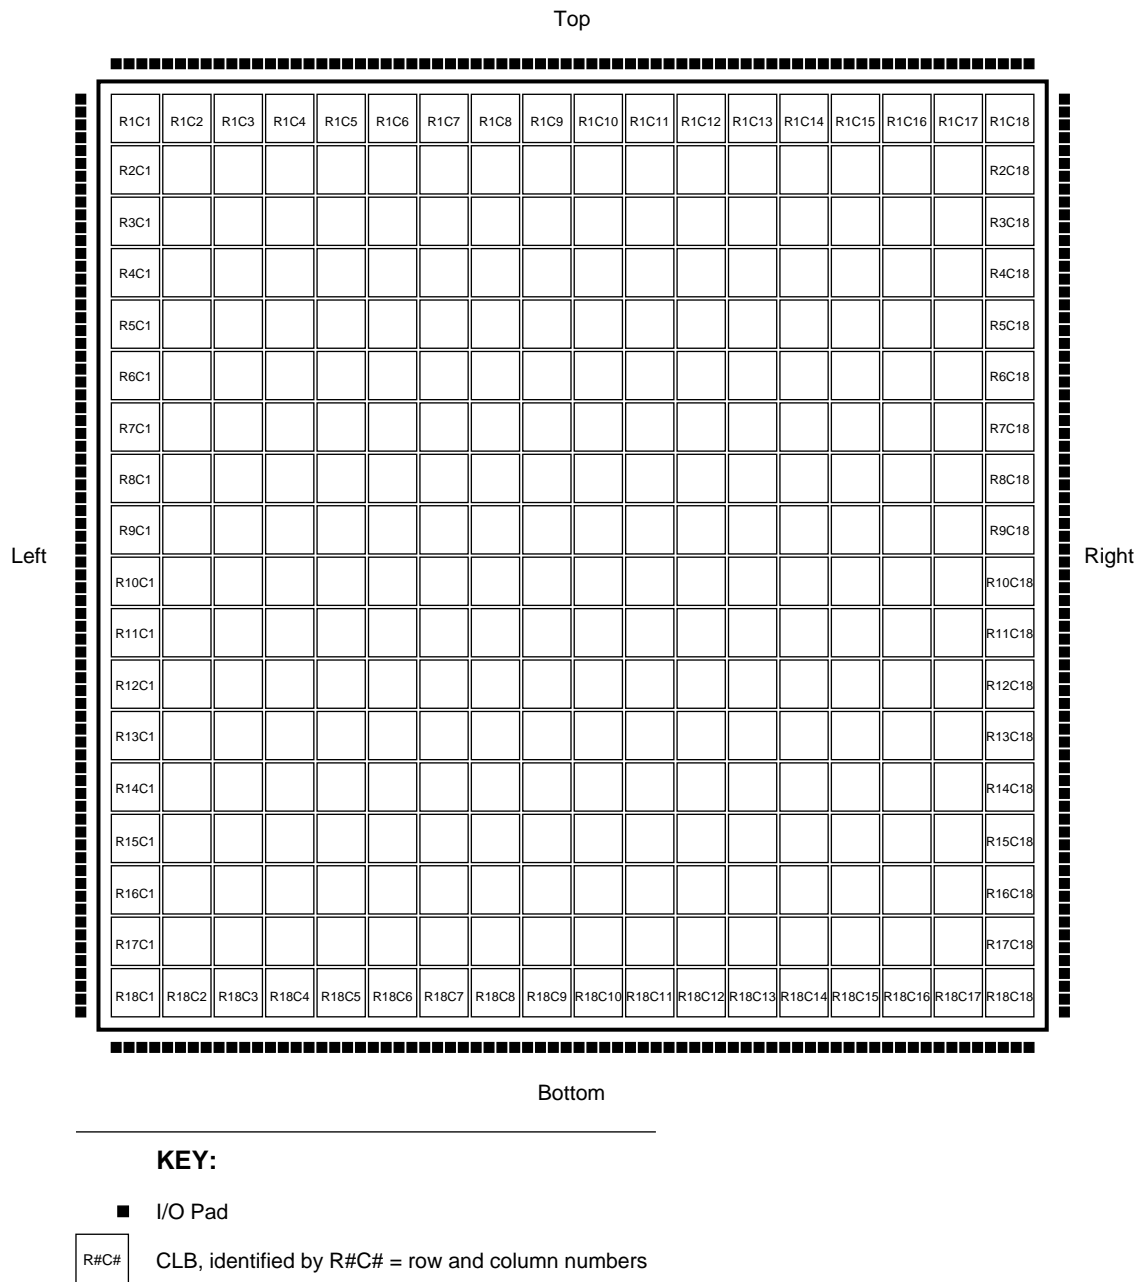 Top
R1C1 R1C2 R1C3 R1C4 R1C5 R1C6 R1C7 R1C8 R1C9 R1C10 R1C11 R1C12 R1C13 R1C14 R1C15 R1C16 R1C17 R1C18
R2C1 R2C18
R3C1 R3C18
R4C1 R4C18
R5C1 R5C18
R6C1 R6C18
R7C1 R7C18
R8C1 R8C18
R9C1 R9C18
Left Right
R10C1 R10C18
R11C1 R11C18
R12C1 R12C18
R13C1 R13C18
R14C1 R14C18
R15C1 R15C18
R16C1 R16C18
R17C1 R17C18
R18C1 R18C2 R18C3 R18C4 R18C5 R18C6 R18C7 R18C8 R18C9 R18C10 R18C11 R18C12 R18C13 R18C14 R18C15 R18C16 R18C17 R18C18
Bottom
KEY:
I/O Pad
R#C# CLB, identified by R#C# = row and column numbers